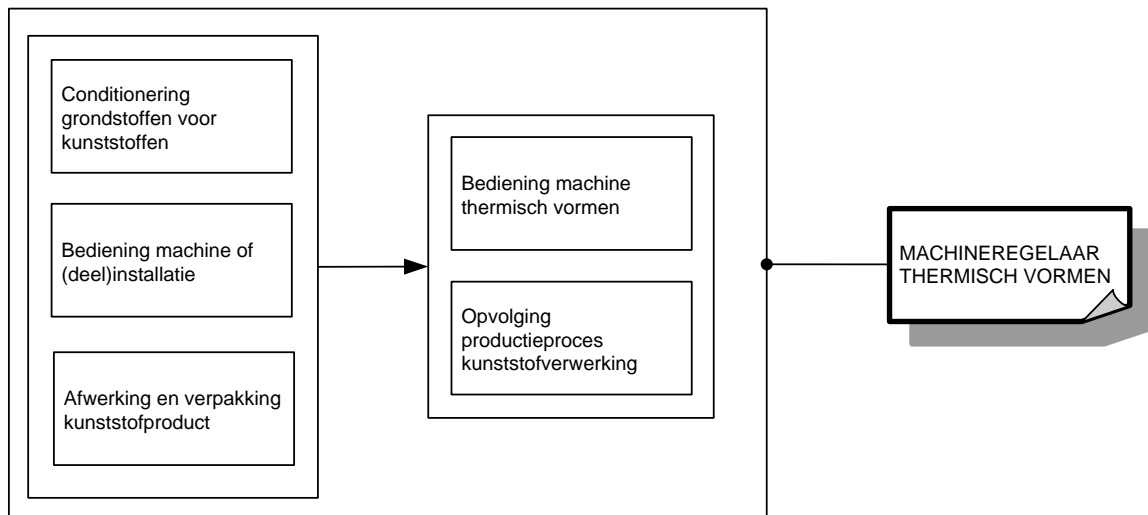 Conditionering
grondstoffen voor
kunststoffen
Bediening machine of
(deel)installatie
Afwerking en verpakking
kunstofproduct
Bediening machine
thermisch vormen
Opvolging
productieproces
kunststofverwerking
MACHINEREGELAAR
THERMISCH VORMEN